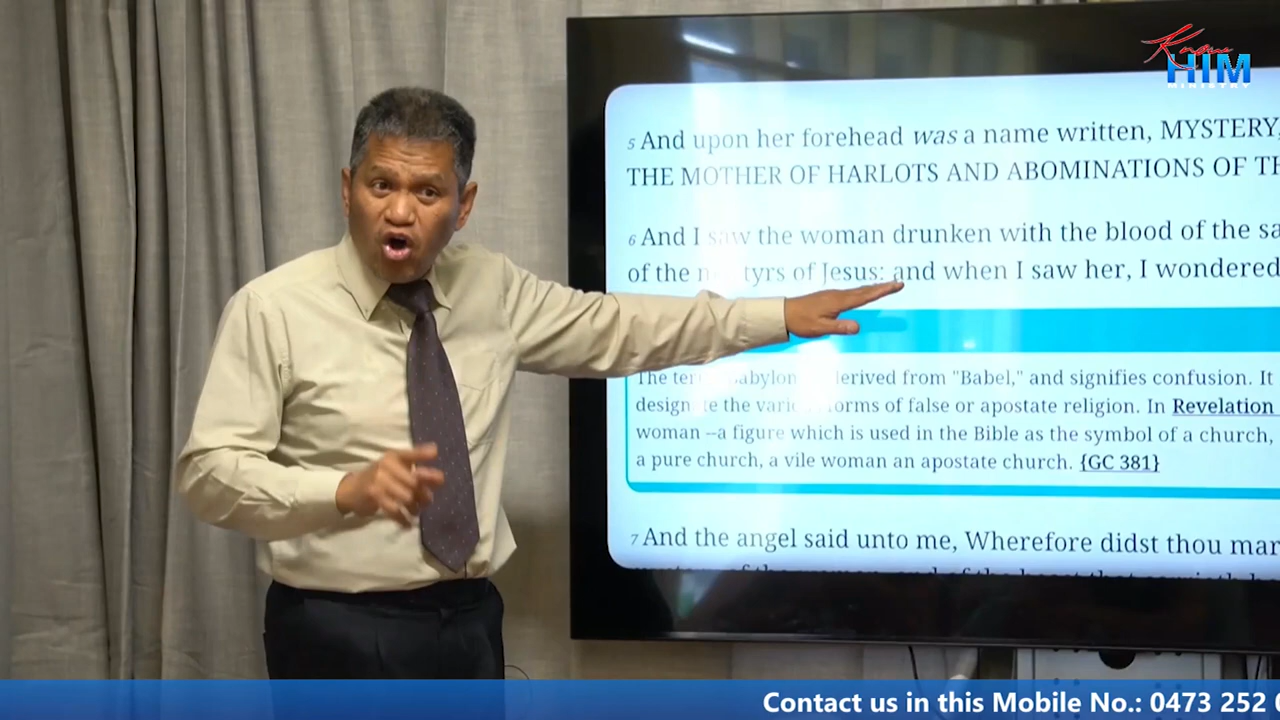 Know
HIM
MINISTRY
5 And upon her forehead was a name written, MYSTERY,
THE MOTHER OF HARLOTS AND ABOMINATIONS OF TH
6 And I saw the woman drunken with the blood of the sa
of the martyrs of Jesus: and when I saw her, I wondered
The term Babylon derived from "Babel," and signifies confusion. It
designate the various forms of false or apostate religion. In Revelation
woman --a figure which is used in the Bible as the symbol of a church,
a pure church, a vile woman an apostate church. {GC 381}
7 And the angel said unto me, Wherefore didst thou mar
Contact us in this Mobile No.: 0473 252